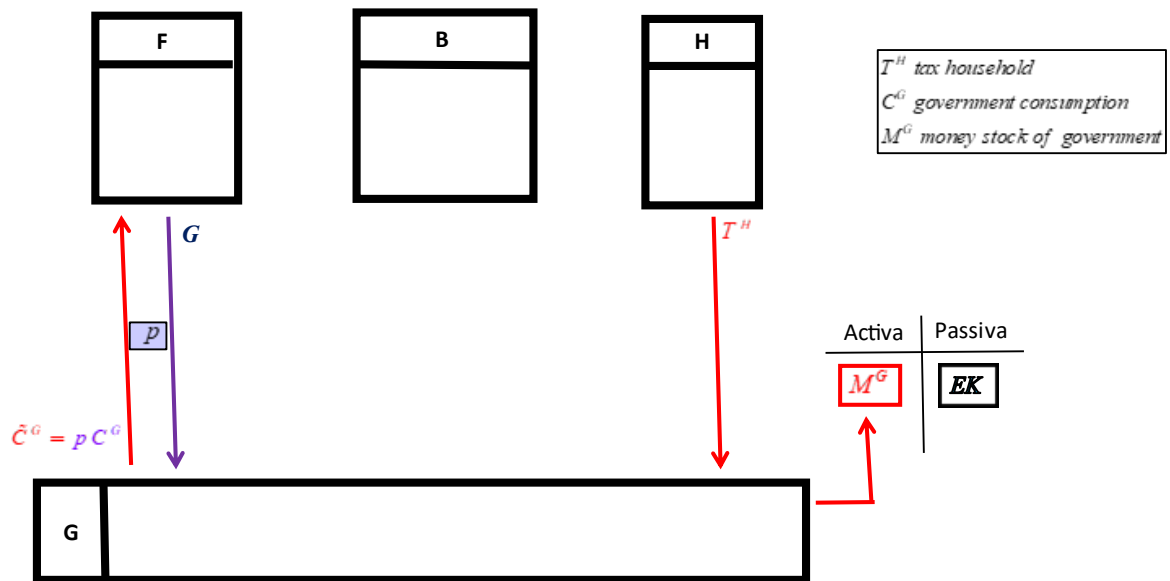 F
B
H
T^H tax household
C^G government consumption
M^G money stock of government
G
T^H
p
Activa Passiva
M^G EK
C̃^G = p C^G
G